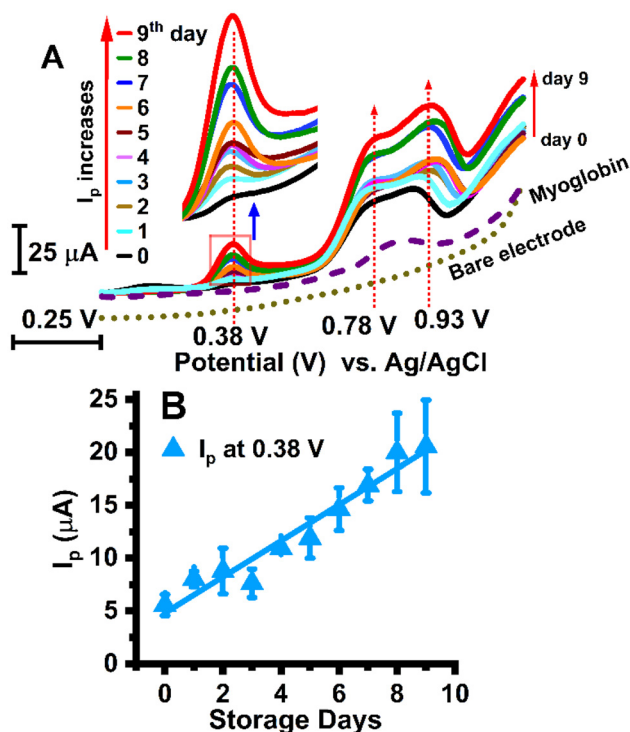 A
Ip increases
9th day
8
7
6
5
4
3
2
1
0
day 9
day 0
Myoglobin
Bare electrode
25 μA
0.25 V
0.38 V
0.78 V
0.93 V
Potential (V) vs. Ag/AgCl
B
Ip at 0.38 V
Ip (μA)
25
20
15
10
5
0
0 2 4 6 8 10
Storage Days